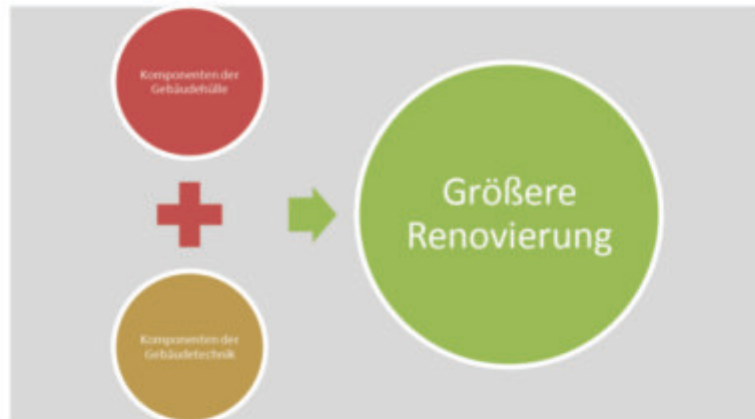 Komponenten der
Gebäudehülle
Größere
Renovierung
Komponenten der
Gebäudetechnik